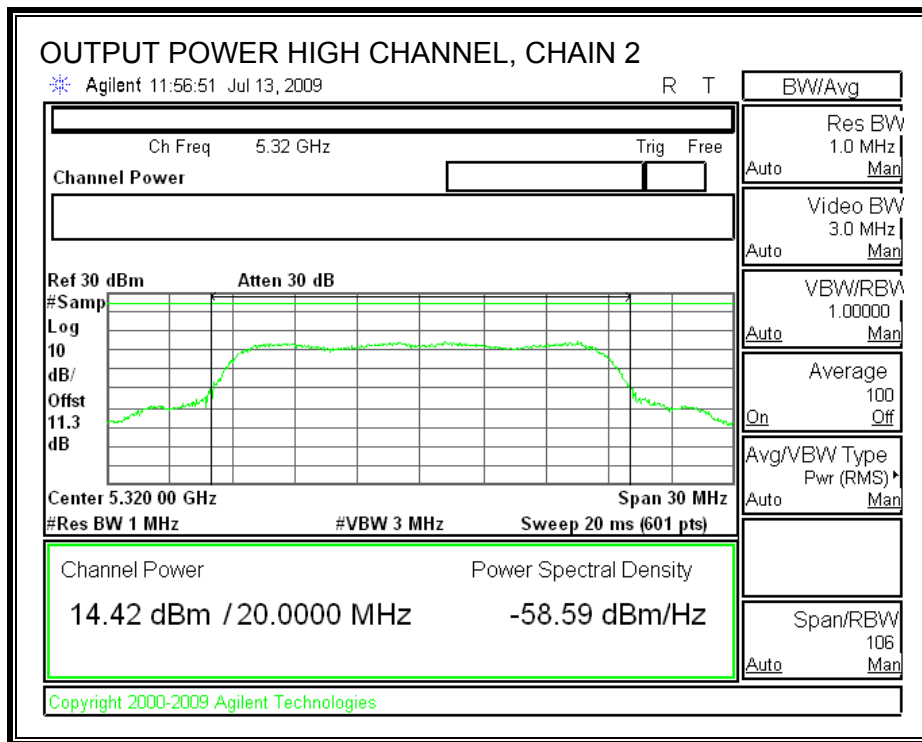 OUTPUT POWER HIGH CHANNEL, CHAIN 2
Agilent 11:56:51 Jul 13, 2009 R T
Ch Freq 5.32 GHz Trig Free
Channel Power
Ref 30 dBm Atten 30 dB
#Samp
Log
10
dB/
Offst
11.3
dB
Center 5.320 00 GHz Span 30 MHz
#Res BW 1 MHz #VBW 3 MHz Sweep 20 ms (601 pts)
Channel Power Power Spectral Density
14.42 dBm / 20.0000 MHz -58.59 dBm/Hz
Copyright 2000-2009 Agilent Technologies
BW/Avg
Res BW
1.0 MHz
Auto Man
Video BW
3.0 MHz
Auto Man
VBW/RBW
1.00000
Auto Man
Average
100
On Off
Avg/VBW Type
Pwr (RMS)
Auto Man
Span/RBW
106
Auto Man